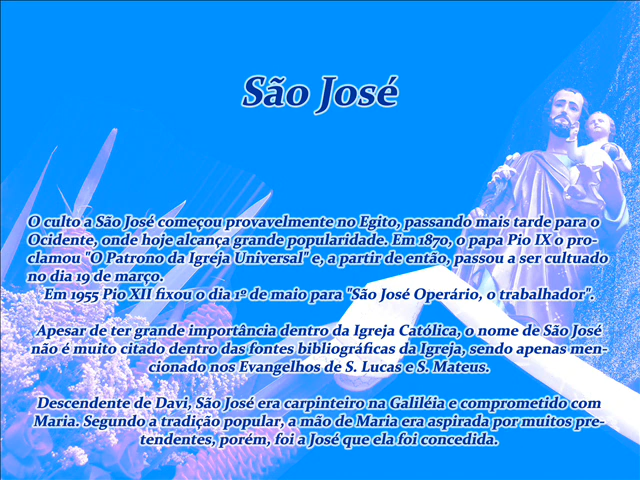 São José
O culto a São José começou provavelmente no Egito, passando mais tarde para o
Ocidente, onde hoje alcança grande popularidade. Em 1870, o papa Pio IX o pro-
clamou "O Patrono da Igreja Universal" e, a partir de então, passou a ser cultuado
no dia 19 de março.
Em 1955 Pio XII fixou o dia 1º de maio para "São José Operário, o trabalhador".
Apesar de ter grande importância dentro da Igreja Católica, o nome de São José
não é muito citado dentro das fontes bibliográficas da Igreja, sendo apenas men-
cionado nos Evangelhos de S. Lucas e S. Mateus.
Descendente de Davi, São José era carpinteiro na Galiléia e comprometido com
Maria. Segundo a tradição popular, a mão de Maria era aspirada por muitos pre-
tendentes, porém, foi a José que ela foi concedida.